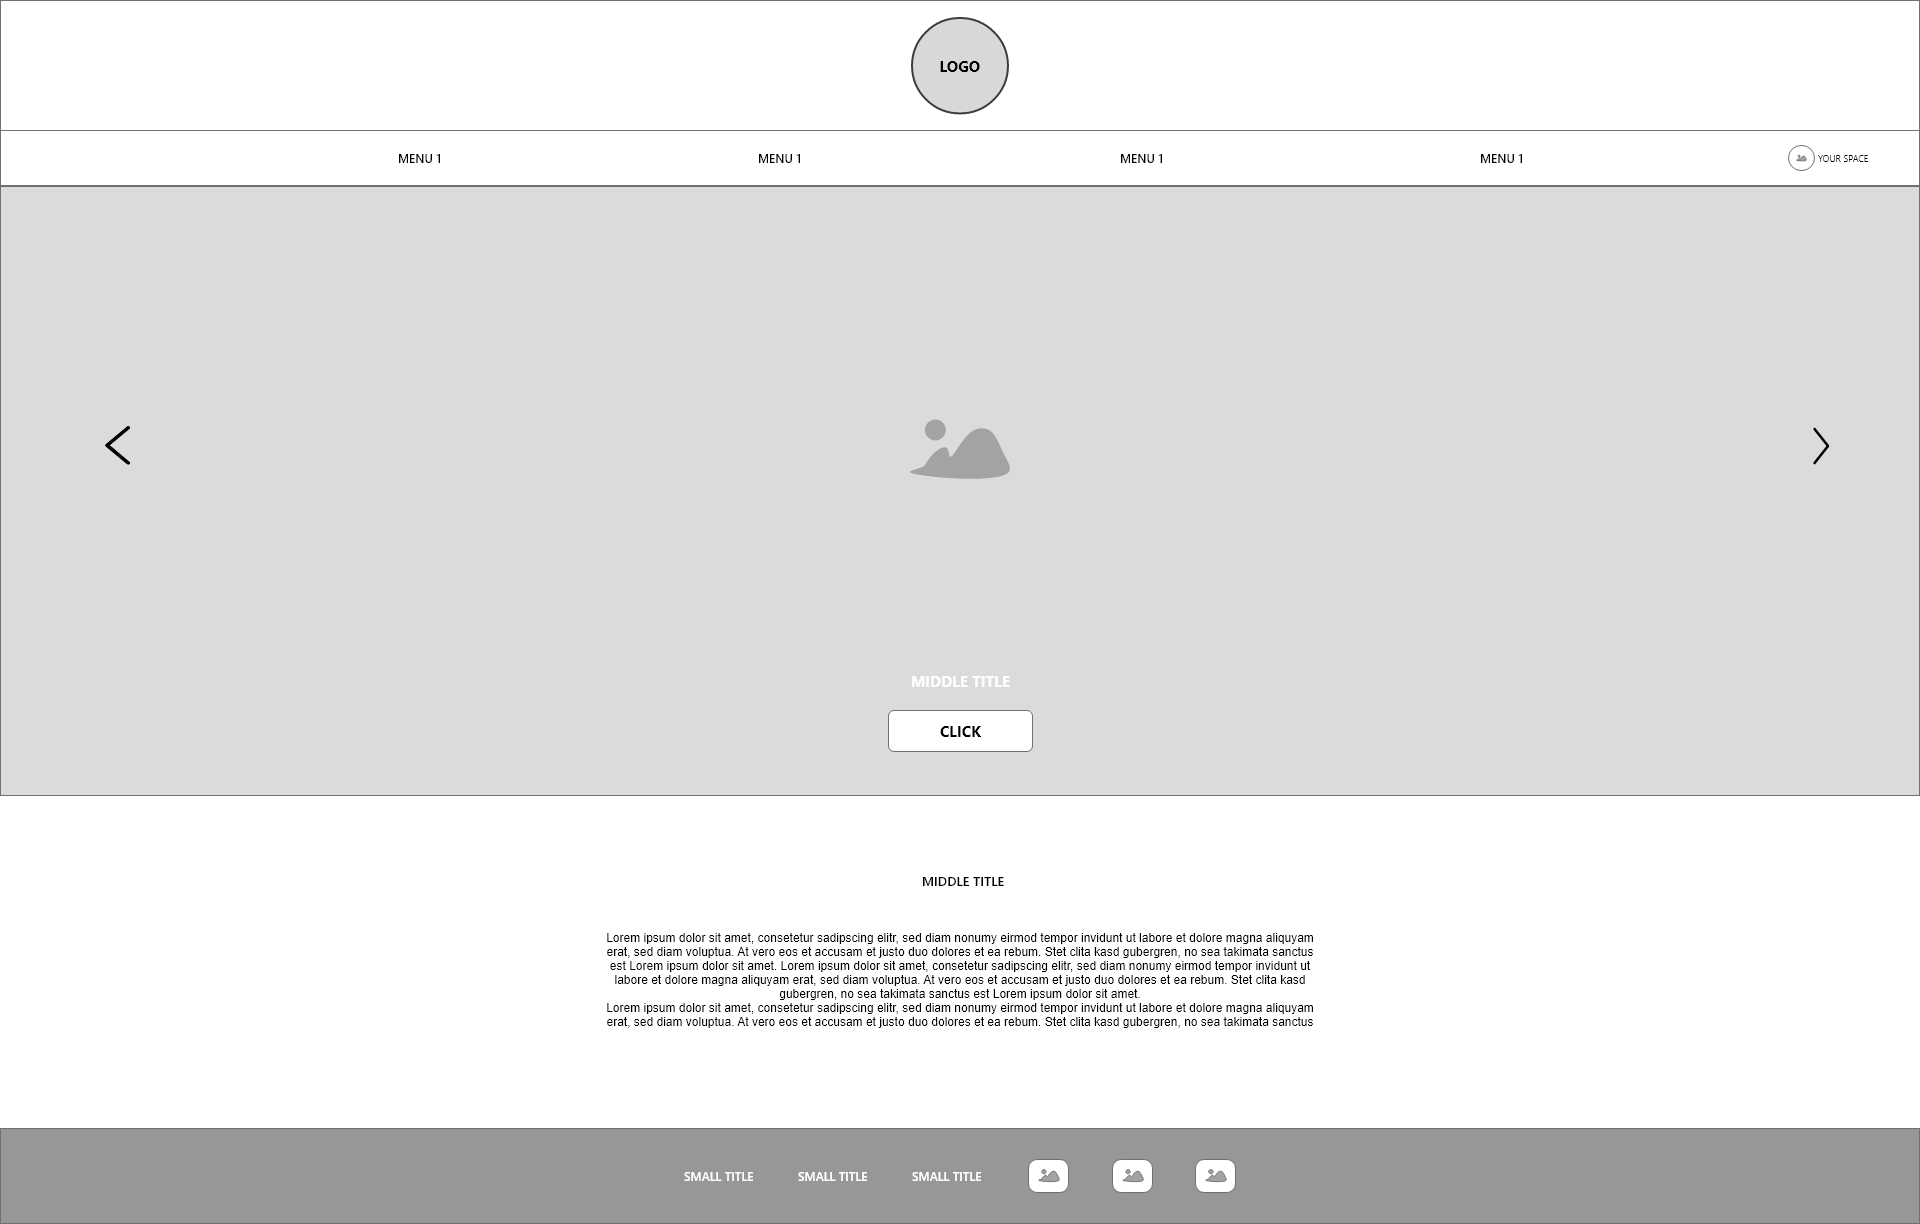 LOGO
MENU 1
MENU 1
MENU 1
MENU 1
YOUR SPACE
MIDDLE TITLE
CLICK
MIDDLE TITLE
Lorem ipsum dolor sit amet, consetetur sadipscing elitr, sed diam nonumy eirmod tempor invidunt ut labore et dolore magna aliquyam
erat, sed diam voluptua. At vero eos et accusam et justo duo dolores et ea rebum. Stet clita kasd gubergren, no sea takimata sanctus
est Lorem ipsum dolor sit amet. Lorem ipsum dolor sit amet, consetetur sadipscing elitr, sed diam nonumy eirmod tempor invidunt ut
labore et dolore magna aliquyam erat, sed diam voluptua. At vero eos et accusam et justo duo dolores et ea rebum. Stet clita kasd
gubergren, no sea takimata sanctus est Lorem ipsum dolor sit amet.
Lorem ipsum dolor sit amet, consetetur sadipscing elitr, sed diam nonumy eirmod tempor invidunt ut labore et dolore magna aliquyam
erat, sed diam voluptua. At vero eos et accusam et justo duo dolores et ea rebum. Stet clita kasd gubergren, no sea takimata sanctus
SMALL TITLE
SMALL TITLE
SMALL TITLE